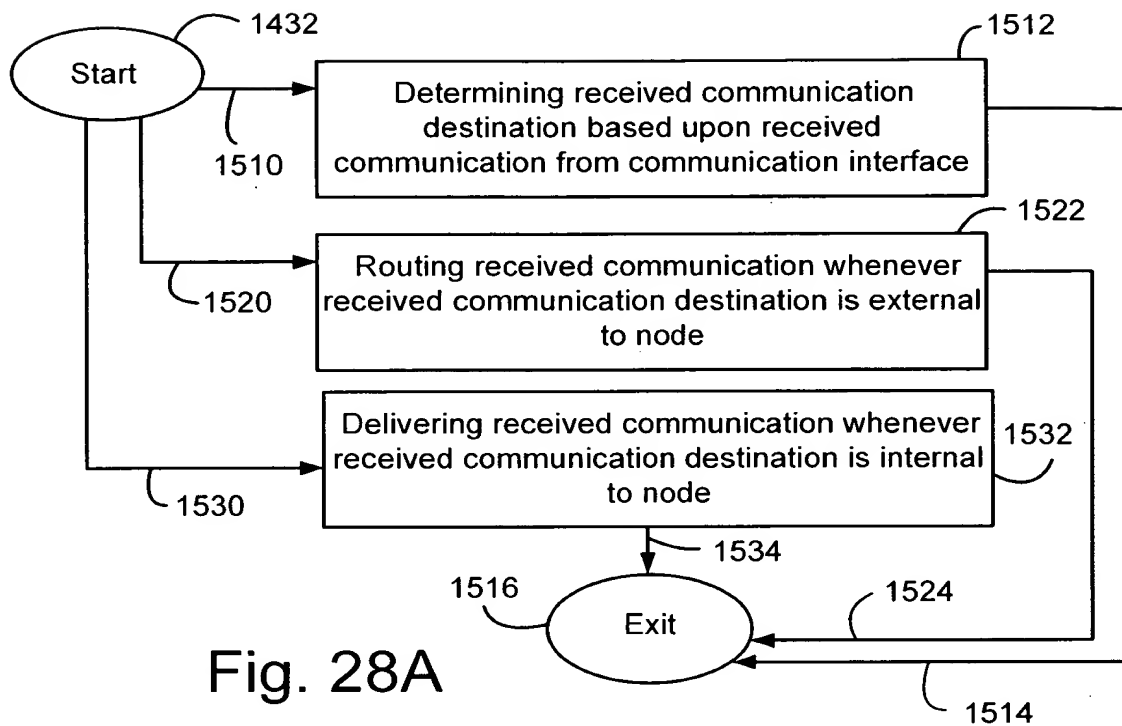 1432
1512
Start
Determining received communication
destination based upon received
communication from communication interface
1510
1522
Routing received communication whenever
received communication destination is external
to node
1520
Delivering received communication whenever
received communication destination is internal
to node
1532
1530
1534
1516
Exit
1524
Fig. 28A
1514